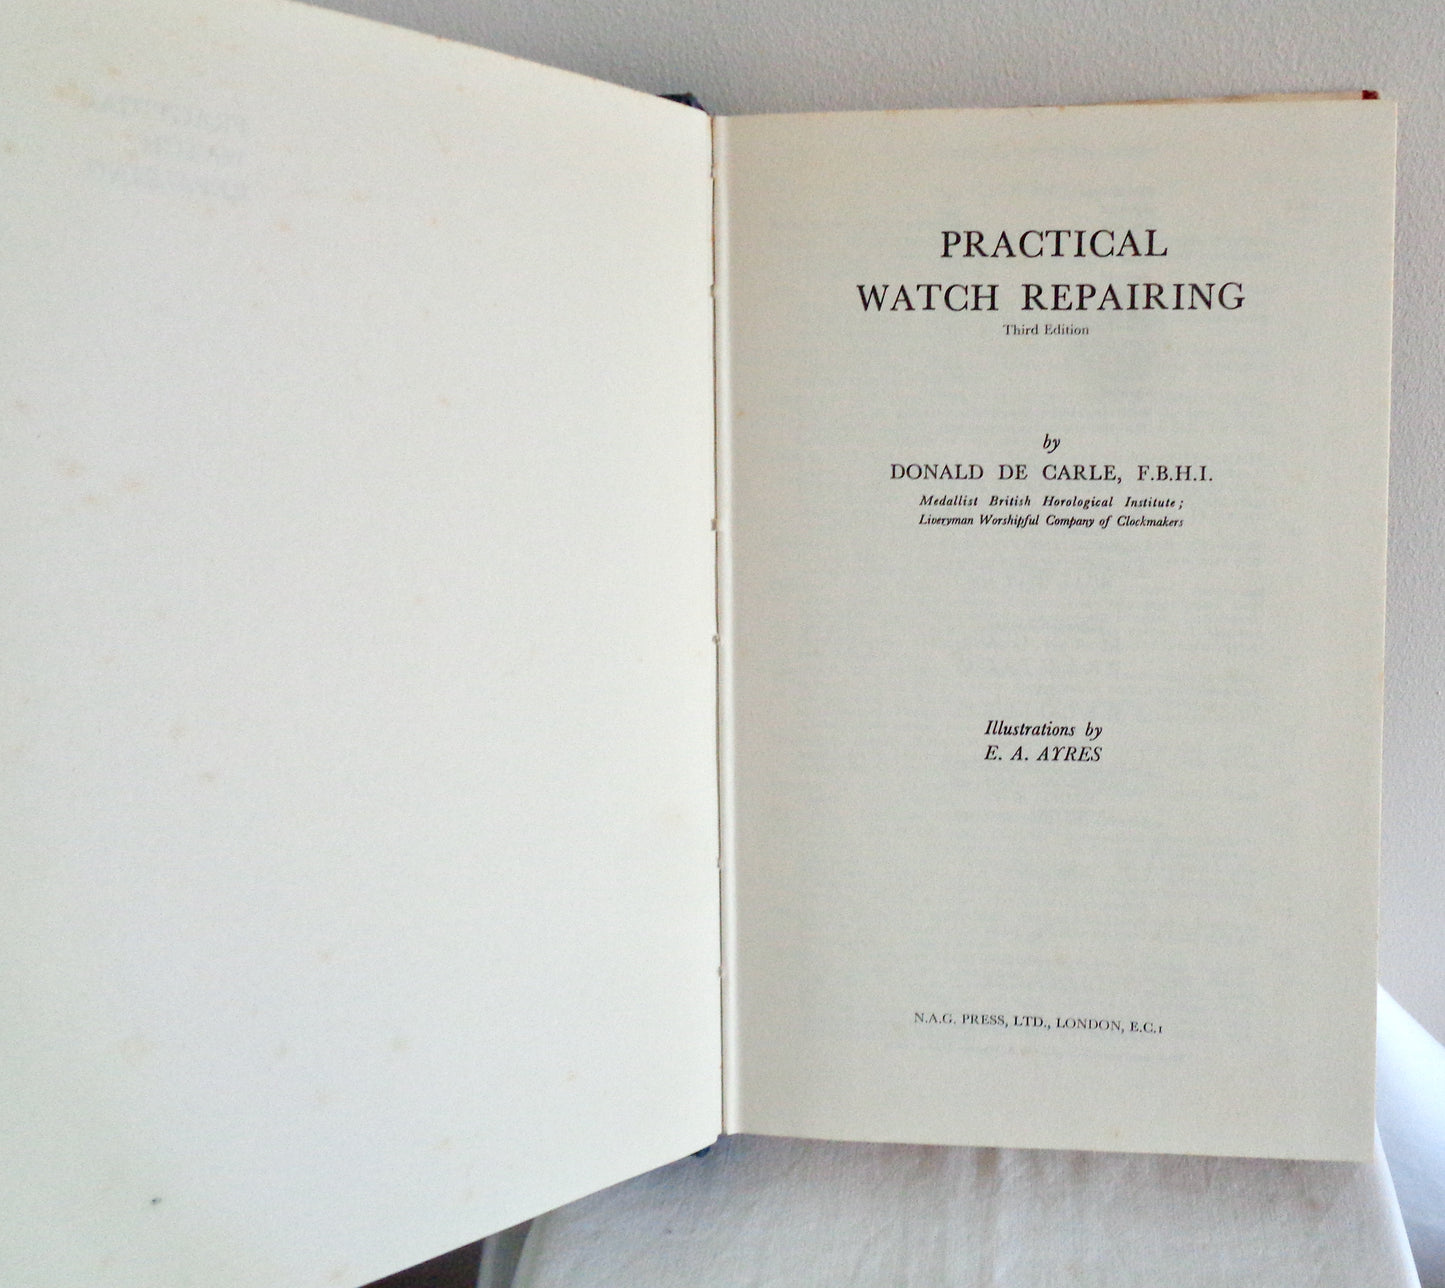 PRACTICAL
WATCH REPAIRING
Third Edition
by
DONALD DE CARLE, F.B.H.I.
Medallist British Horological Institute;
Liveryman Worshipful Company of Clockmakers
Illustrations by
E. A. AYRES
N.A.G. PRESS, LTD., LONDON, E.C.1